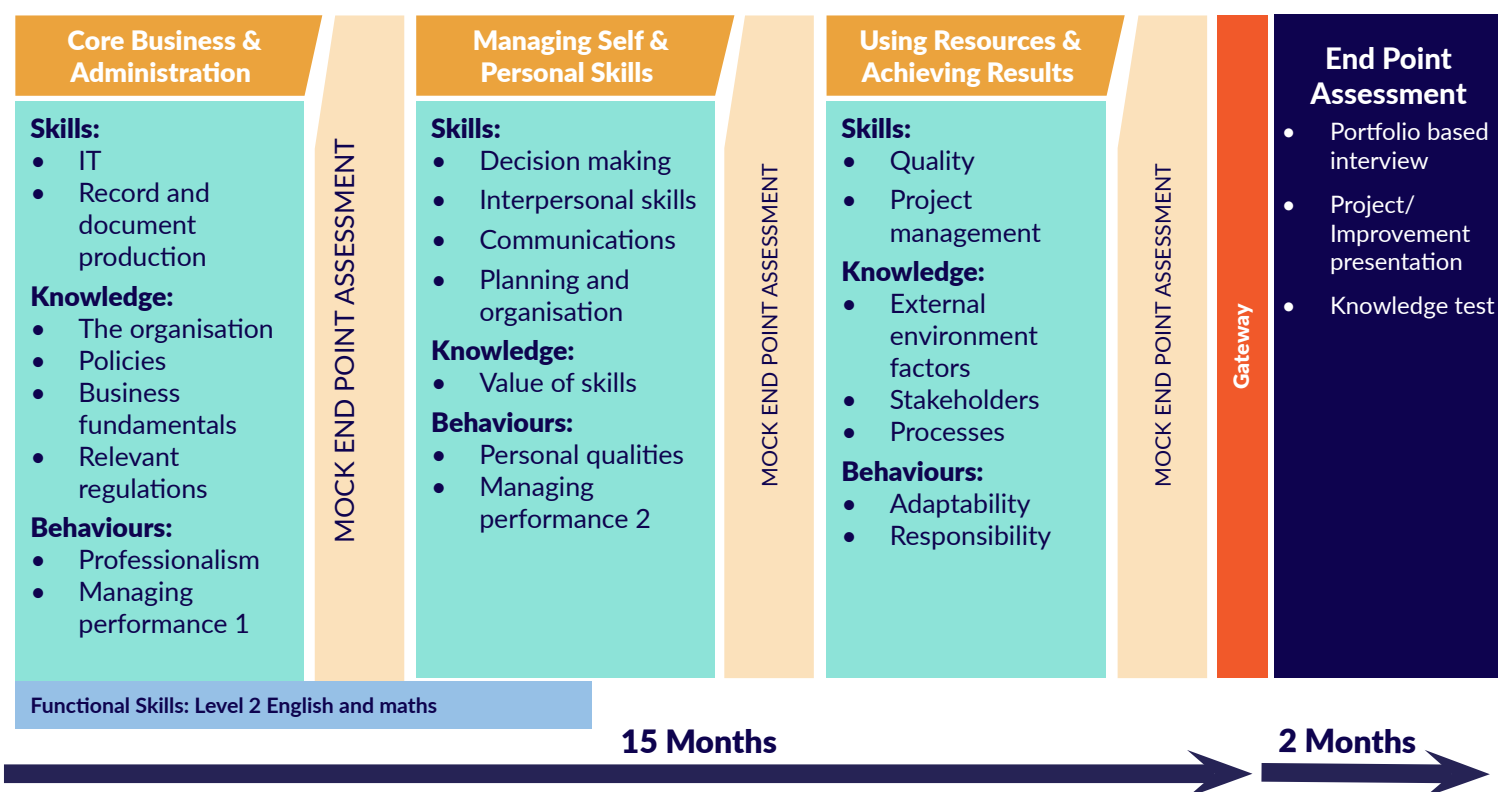 Core Business &
Administration
Skills:
• IT
• Record and
document
production
Knowledge:
• The organisation
• Policies
• Business
fundamentals
• Relevant
regulations
Behaviours:
• Professionalism
• Managing
performance 1
MOCK END POINT ASSESSMENT
Managing Self &
Personal Skills
Skills:
• Decision making
• Interpersonal skills
• Communications
• Planning and
organisation
Knowledge:
• Value of skills
Behaviours:
• Personal qualities
• Managing
performance 2
MOCK END POINT ASSESSMENT
Using Resources &
Achieving Results
Skills:
• Quality
• Project
management
Knowledge:
• External
environment
factors
• Stakeholders
• Processes
Behaviours:
• Adaptability
• Responsibility
MOCK END POINT ASSESSMENT
Gateway
End Point
Assessment
• Portfolio based
interview
• Project/
Improvement
presentation
• Knowledge test
Functional Skills: Level 2 English and maths
15 Months
2 Months